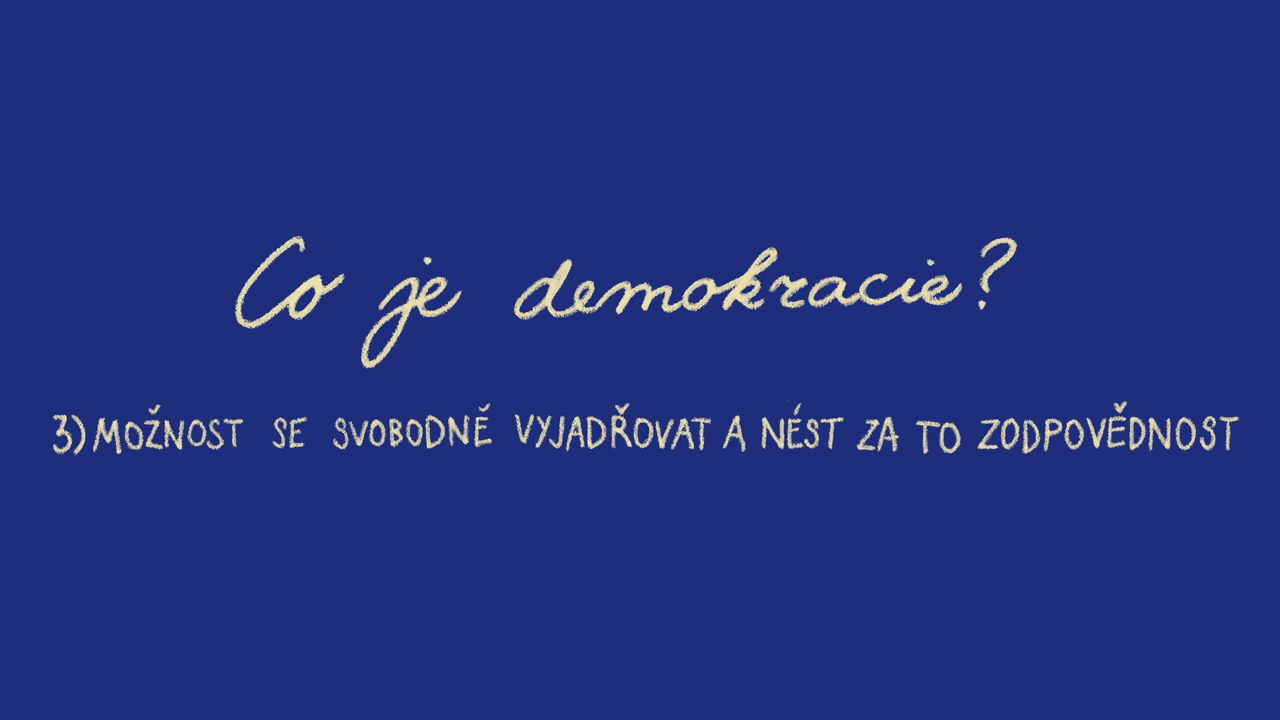 Co je demokracie?
3) MOŽNOST SE SVOBODNĚ VYJADŘOVAT A NÉST ZA TO ZODPOVĚDNOST